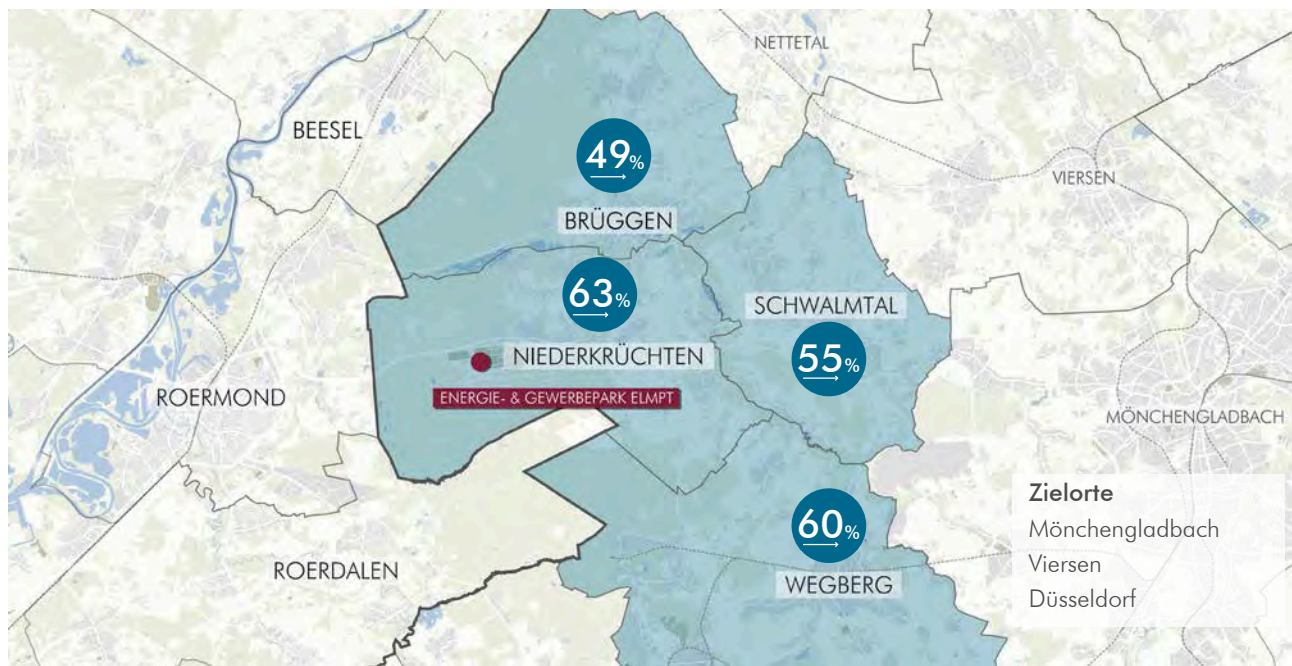 NETTETAL
BEESEL
49%
VIERSEN
BRÜGGEN
63%
SCHWALMTAL
NIEDERKRÜCHTEN
55%
ROERMOND
ENERGIE- & GEWERBEPARK ELMPT
MÖNCHENGLADBACH
Zielorte
Mönchengladbach
Viersen
Düsseldorf
60%
ROERDALEN
WEGBERG